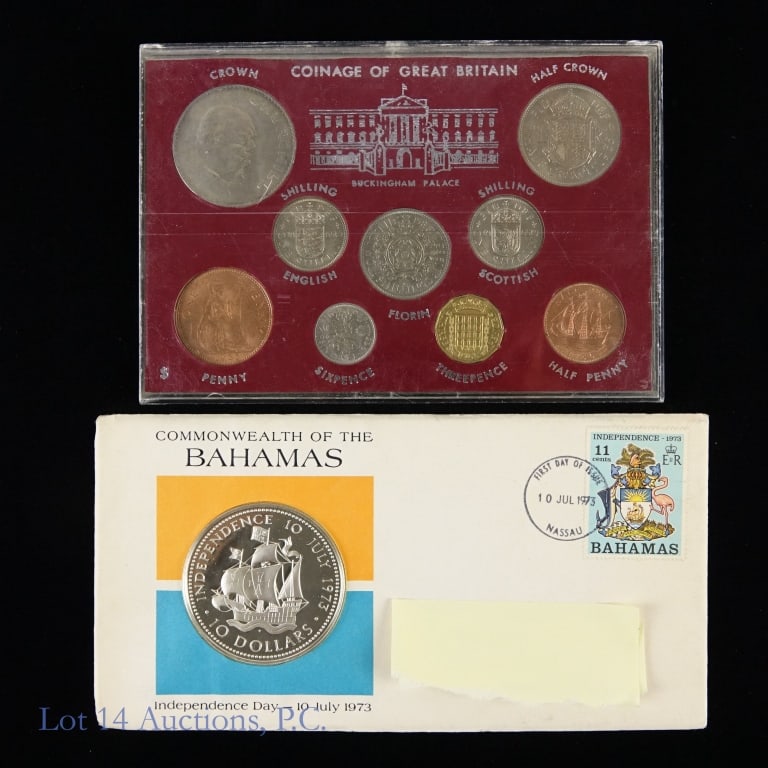 CROWN
COINAGE OF GREAT BRITAIN
HALF CROWN
BUCKINGHAM PALACE
SHILLING
ENGLISH
FLORIN
SHILLING
SCOTTISH
PENNY
SIXPENCE
THREEPENCE
HALF PENNY
COMMONWEALTH OF THE
BAHAMAS
INDEPENDENCE 10 JULY 1973
10 DOLLARS
Independence Day - 10 July 1973
FIRST DAY OF ISSUE
10 JUL 1973
NASSAU
INDEPENDENCE - 1973
11
cents
E R
BAHAMAS
Lot 14 Auctions, P.C.